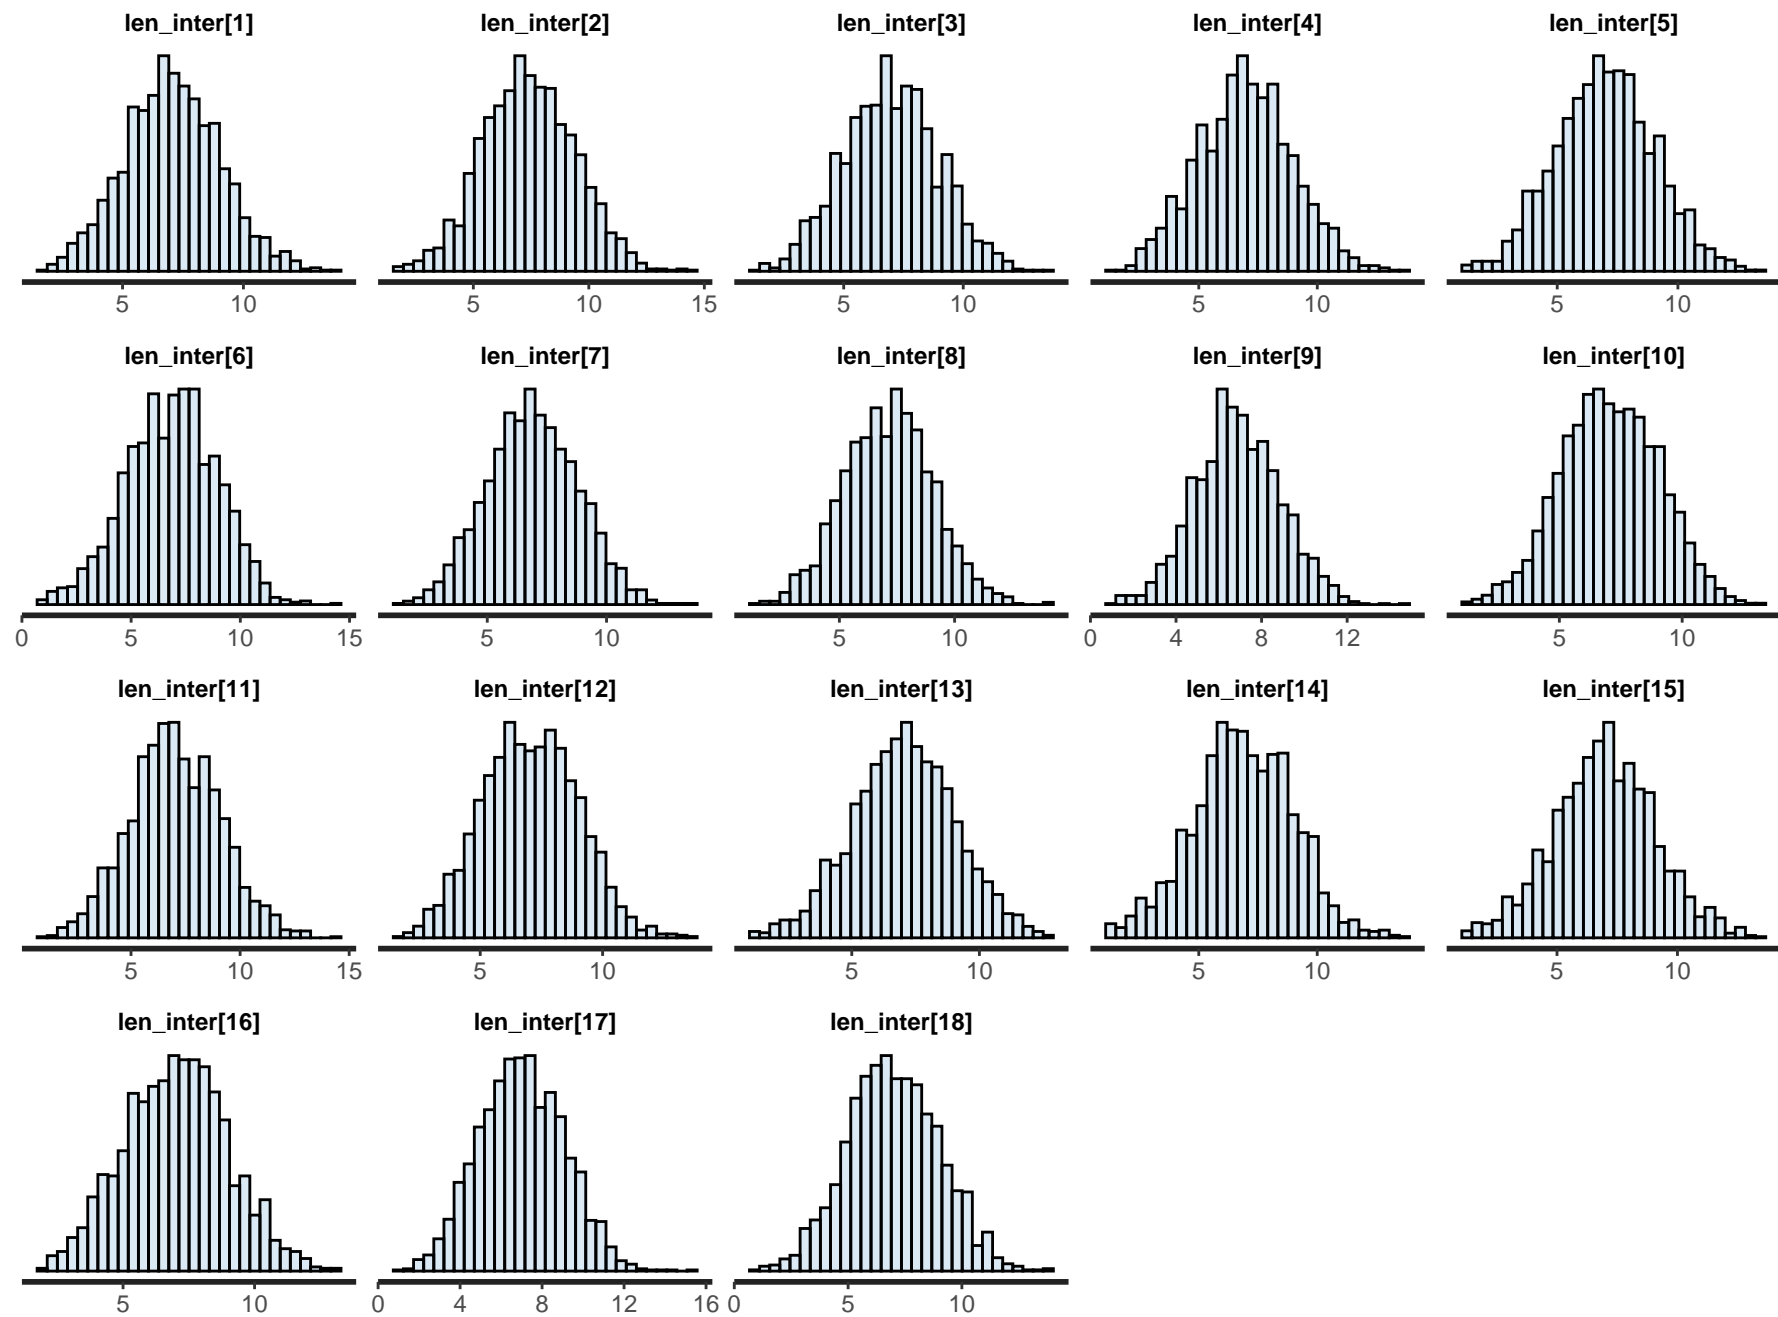 len_inter[1] len_inter[2] len_inter[3] len_inter[4] len_inter[5]
5 10 5 10 15 5 10 5 10 5 10
len_inter[6] len_inter[7] len_inter[8] len_inter[9] len_inter[10]
0 5 10 15 5 10 5 10 0 4 8 12 5 10
len_inter[11] len_inter[12] len_inter[13] len_inter[14] len_inter[15]
5 10 15 5 10 5 10 5 10 5 10
len_inter[16] len_inter[17] len_inter[18]
5 10 0 4 8 12 16 0 5 10